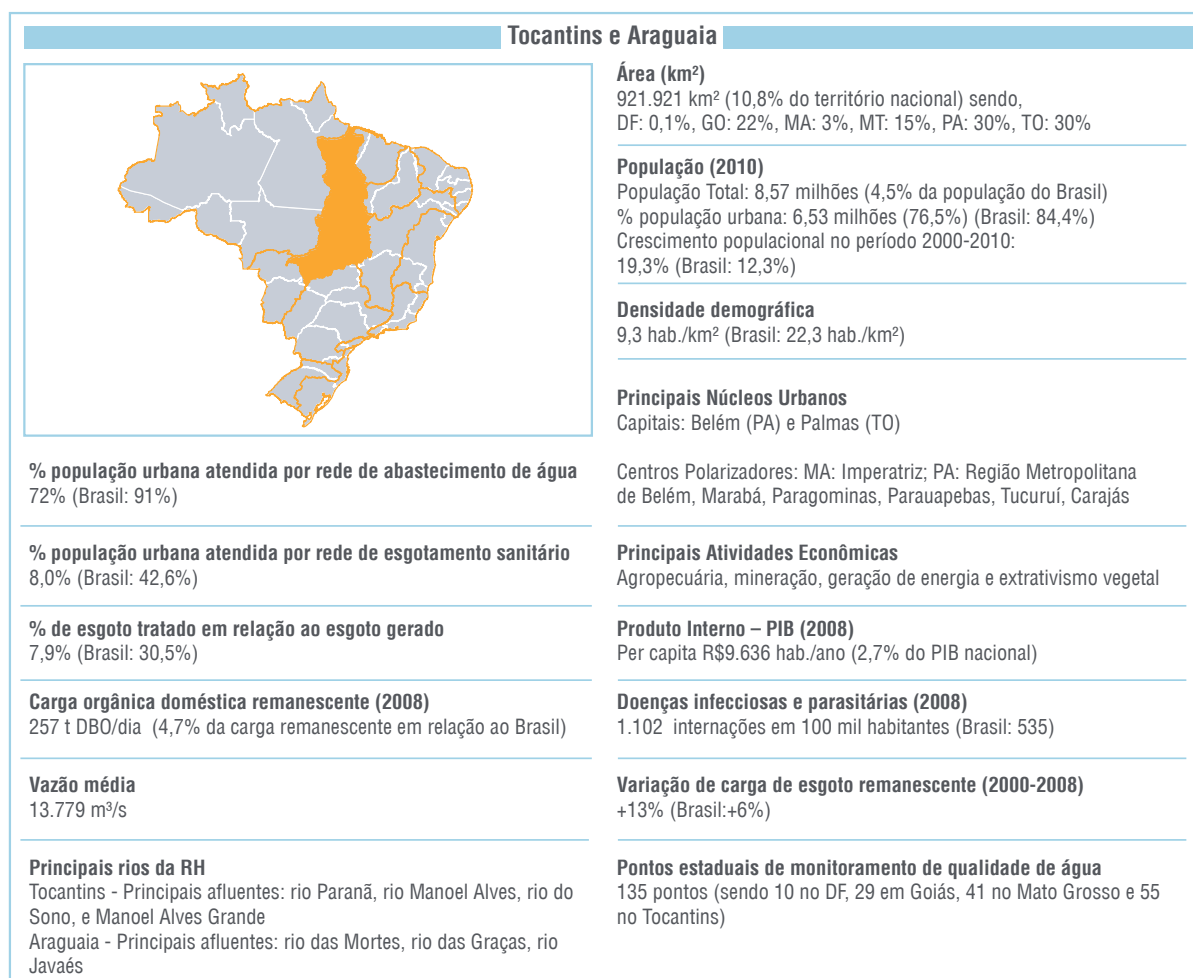 Tocantins e Araguaia
Área (km²)
921.921 km² (10,8% do território nacional) sendo,
DF: 0,1%, GO: 22%, MA: 3%, MT: 15%, PA: 30%, TO: 30%
População (2010)
População Total: 8,57 milhões (4,5% da população do Brasil)
% população urbana: 6,53 milhões (76,5%) (Brasil: 84,4%)
Crescimento populacional no período 2000-2010:
19,3% (Brasil: 12,3%)
Densidade demográfica
9,3 hab./km² (Brasil: 22,3 hab./km²)
Principais Núcleos Urbanos
Capitais: Belém (PA) e Palmas (TO)
Centros Polarizadores: MA: Imperatriz; PA: Região Metropolitana
de Belém, Marabá, Paragominas, Parauapebas, Tucuruí, Carajás
% população urbana atendida por rede de abastecimento de água
72% (Brasil: 91%)
% população urbana atendida por rede de esgotamento sanitário
8,0% (Brasil: 42,6%)
Principais Atividades Econômicas
Agropecuária, mineração, geração de energia e extrativismo vegetal
% de esgoto tratado em relação ao esgoto gerado
7,9% (Brasil: 30,5%)
Produto Interno – PIB (2008)
Per capita R$9.636 hab./ano (2,7% do PIB nacional)
Carga orgânica doméstica remanescente (2008)
257 t DBO/dia (4,7% da carga remanescente em relação ao Brasil)
Doenças infecciosas e parasitárias (2008)
1.102 internações em 100 mil habitantes (Brasil: 535)
Vazão média
13.779 m³/s
Variação de carga de esgoto remanescente (2000-2008)
+13% (Brasil:+6%)
Principais rios da RH
Tocantins - Principais afluentes: rio Paranã, rio Manoel Alves, rio do
Sono, e Manoel Alves Grande
Araguaia - Principais afluentes: rio das Mortes, rio das Graças, rio
Javaés
Pontos estaduais de monitoramento de qualidade de água
135 pontos (sendo 10 no DF, 29 em Goiás, 41 no Mato Grosso e 55
no Tocantins)